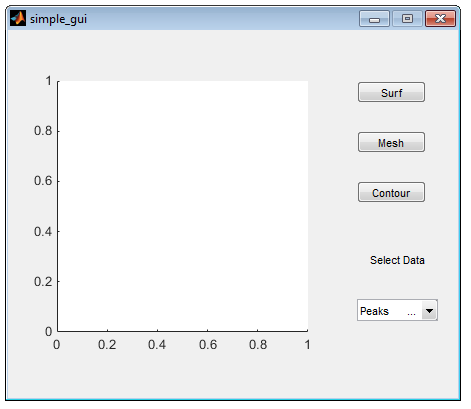 simple_gui
1
Surf
0.8
Mesh
0.6
Contour
0.4
Select Data
0.2
Peaks ...
0
0 0.2 0.4 0.6 0.8 1